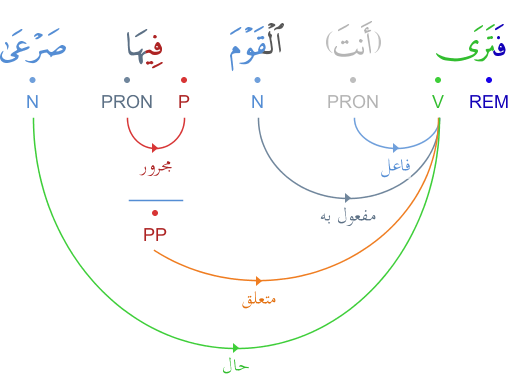 فَتَرَى (أَنتَ) ٱلْقَوْمَ فِيهَا صَرْعَىٰ
REM V PRON N P PRON N
فاعل
مجرور
مفعول به
PP
متعلق
حال